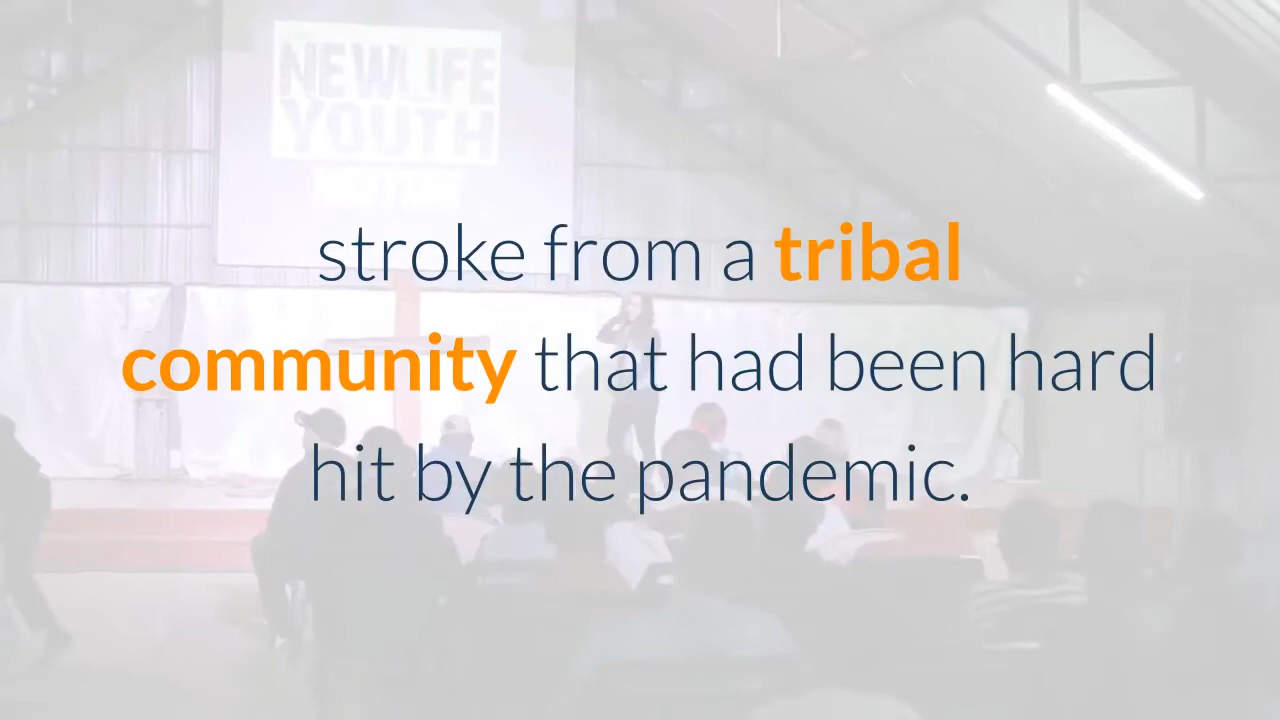 NEWLIFE
YOUTH
stroke from a tribal
community that had been hard
hit by the pandemic.